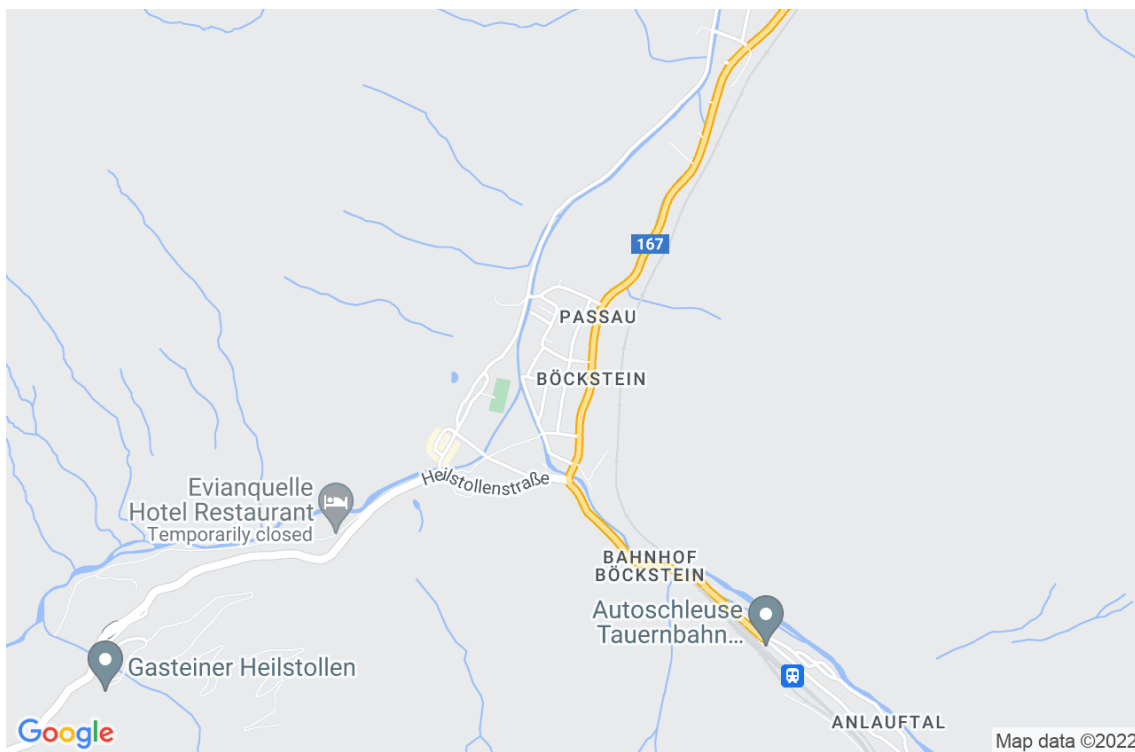 167
PASSAU
BÖCKSTEIN
Heilstollenstraße
Evianquelle
Hotel Restaurant
Temporarily closed
BAHNHOF
BÖCKSTEIN
Autoschleuse
Tauernbahn...
Gasteiner Heilstollen
ANLAUFTAL
Google
Map data ©2022